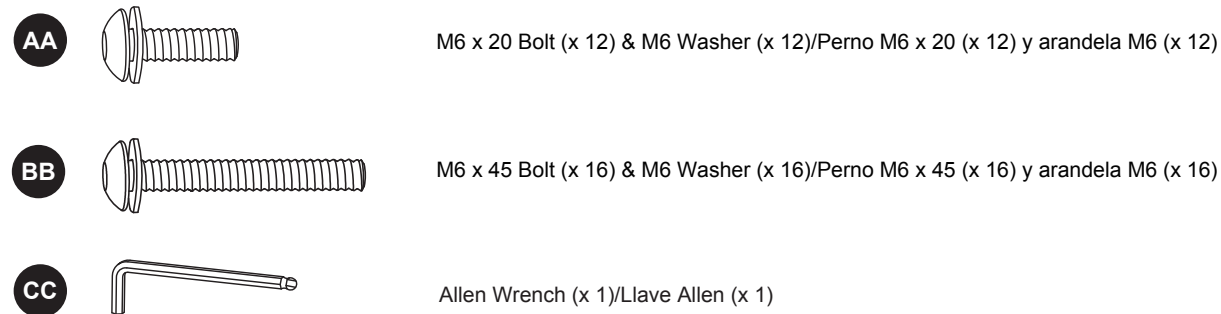 AA M6 x 20 Bolt (x 12) & M6 Washer (x 12)/Perno M6 x 20 (x 12) y arandela M6 (x 12)
BB M6 x 45 Bolt (x 16) & M6 Washer (x 16)/Perno M6 x 45 (x 16) y arandela M6 (x 16)
CC Allen Wrench (x 1)/Llave Allen (x 1)